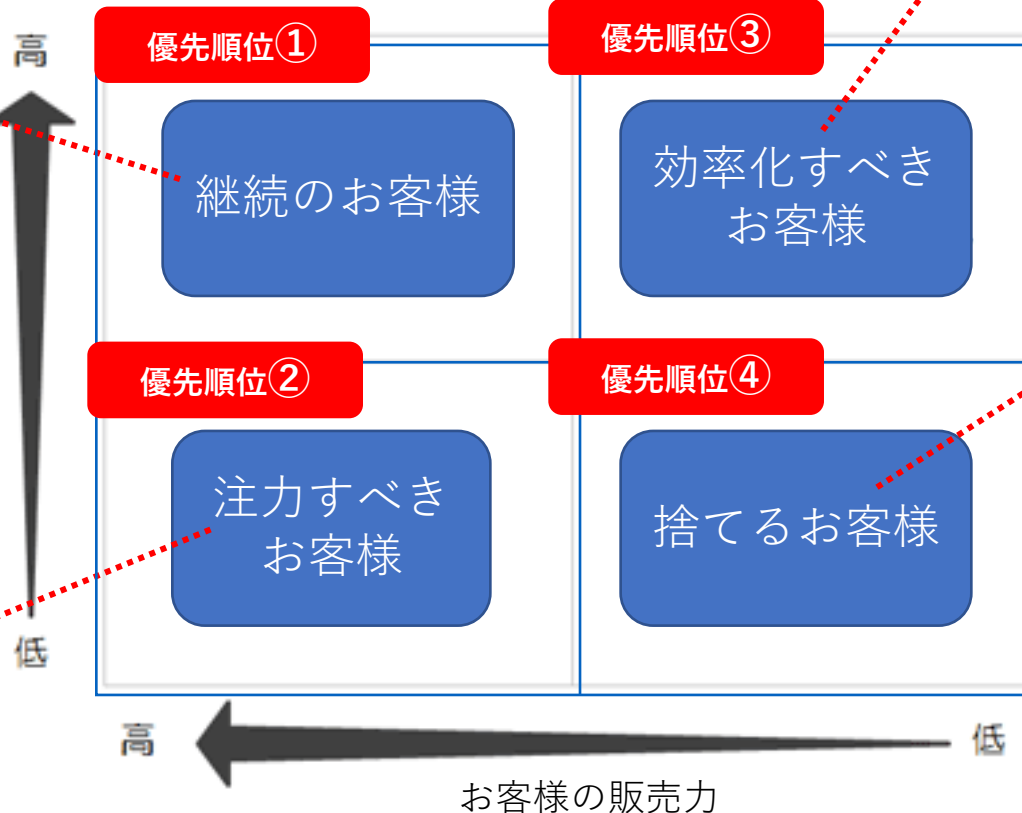 高
優先順位①
優先順位③
継続のお客様
効率化すべき
お客様
優先順位②
優先順位④
注力すべき
お客様
捨てるお客様
低
高
低
お客様の販売力